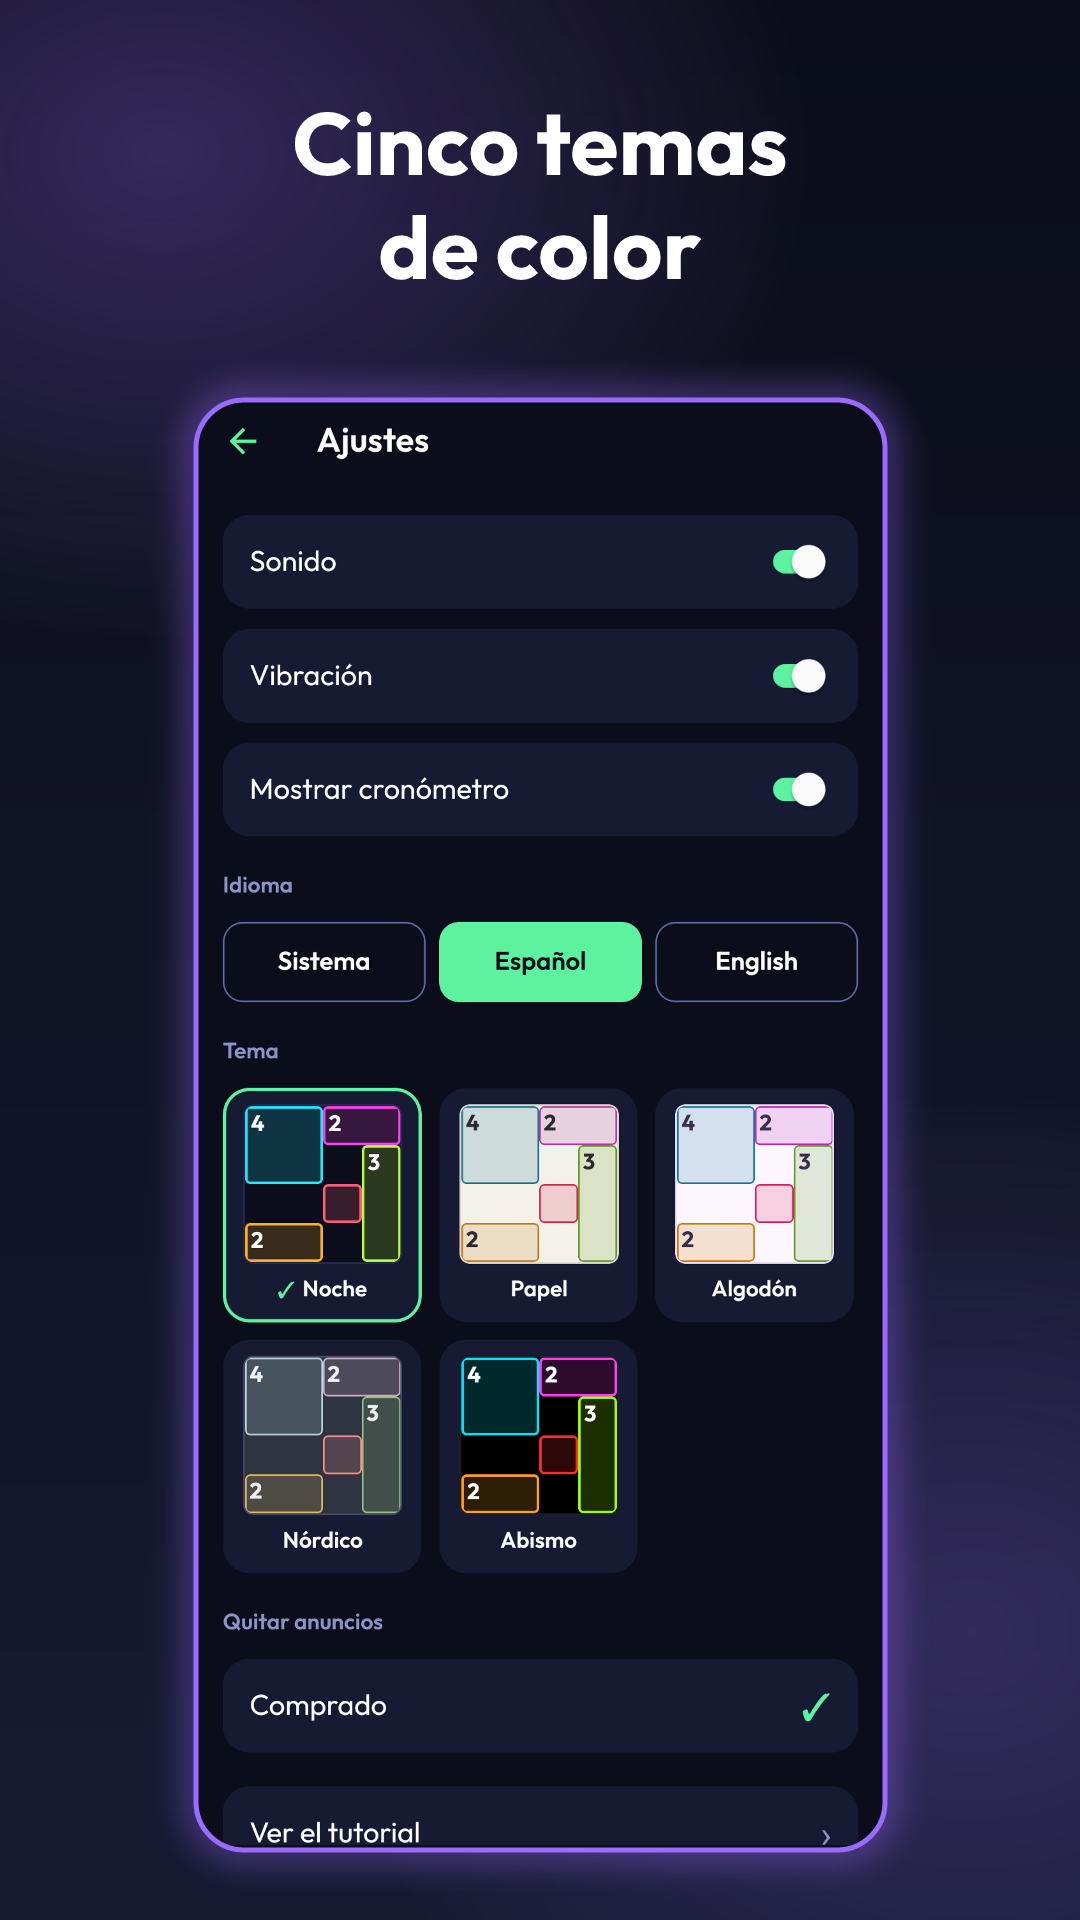 Cinco temas
de color
Ajustes
Sonido
Vibración
Mostrar cronómetro
Idioma
Sistema Español English
Tema
4 2 3 2
✓ Noche
4 2 3 2
Papel
4 2 3 2
Algodón
4 2 3 2
Nórdico
4 2 3 2
Abismo
Quitar anuncios
Comprado ✓
Ver el tutorial ›